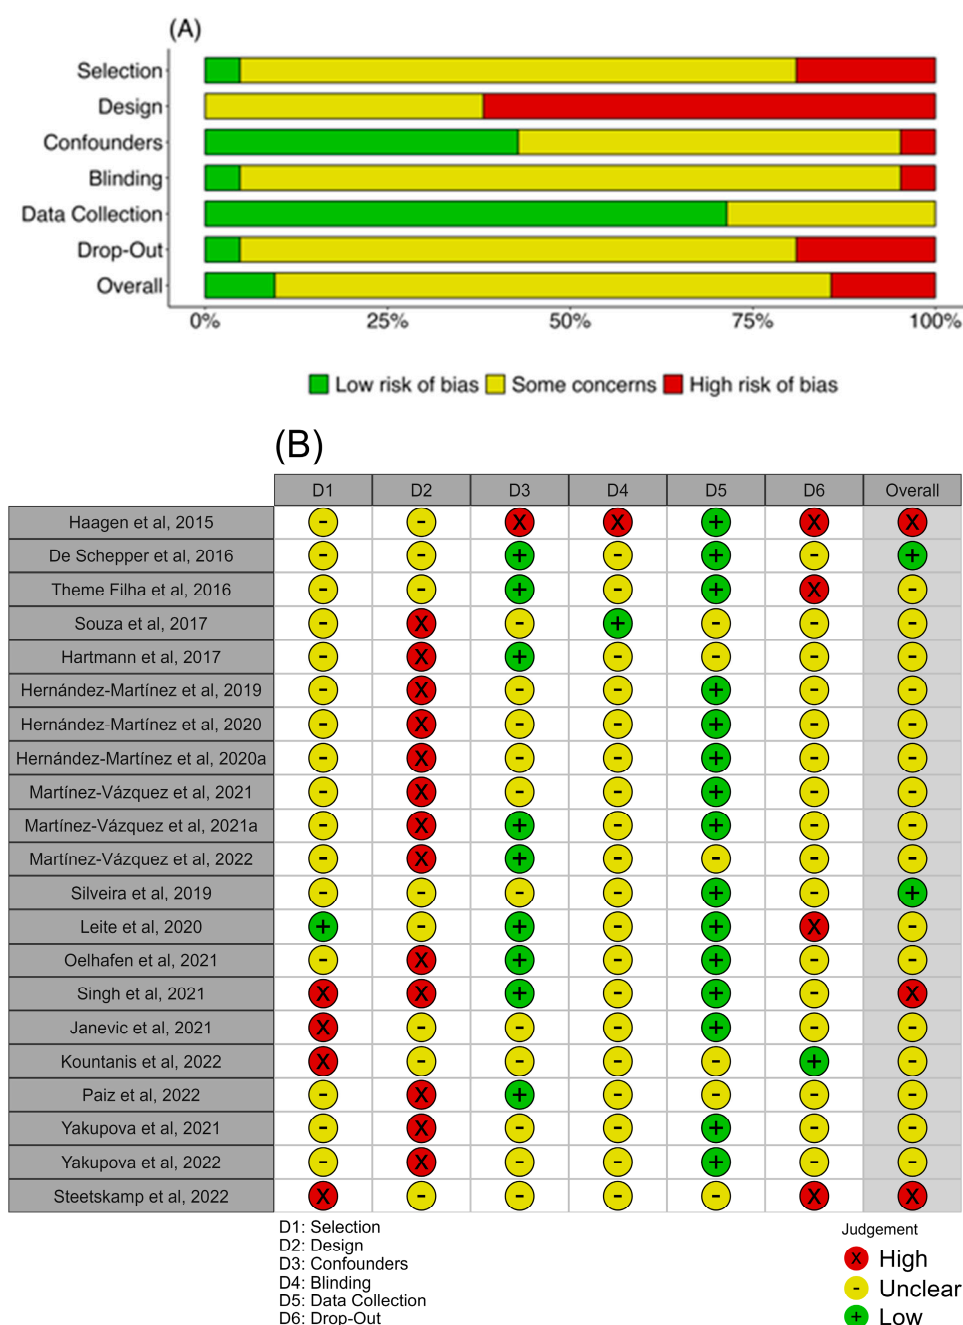 (A)
Selection
Design
Confounders
Blinding
Data Collection
Drop-Out
Overall
0% 25% 50% 75% 100%
Low risk of bias Some concerns High risk of bias
(B)
D1 D2 D3 D4 D5 D6 Overall
Haagen et al, 2015 - - X X + X X
De Schepper et al, 2016 - - + - + - +
Theme Filha et al, 2016 - - + - + X -
Souza et al, 2017 - X - + - - -
Hartmann et al, 2017 - X + - - - -
Hernández-Martínez et al, 2019 - X - - + - -
Hernández-Martínez et al, 2020 - X - - + - -
Hernández-Martínez et al, 2020a - X - - + - -
Martínez-Vázquez et al, 2021 - X - - + - -
Martínez-Vázquez et al, 2021a - X + - + - -
Martínez-Vázquez et al, 2022 - X + - - - -
Silveira et al, 2019 - - - - + - +
Leite et al, 2020 + - + - + X -
Oelhafen et al, 2021 - X + - + - -
Singh et al, 2021 X X + - + - X
Janevic et al, 2021 X - - - + - -
Kountanis et al, 2022 X - - - - + -
Paiz et al, 2022 - X + - - - -
Yakupova et al, 2021 - X - - + - -
Yakupova et al, 2022 - X - - + - -
Steetskamp et al, 2022 X - - - - X X
D1: Selection
D2: Design
D3: Confounders
D4: Blinding
D5: Data Collection
D6: Drop-Out
Judgement
X High
- Unclear
+ Low